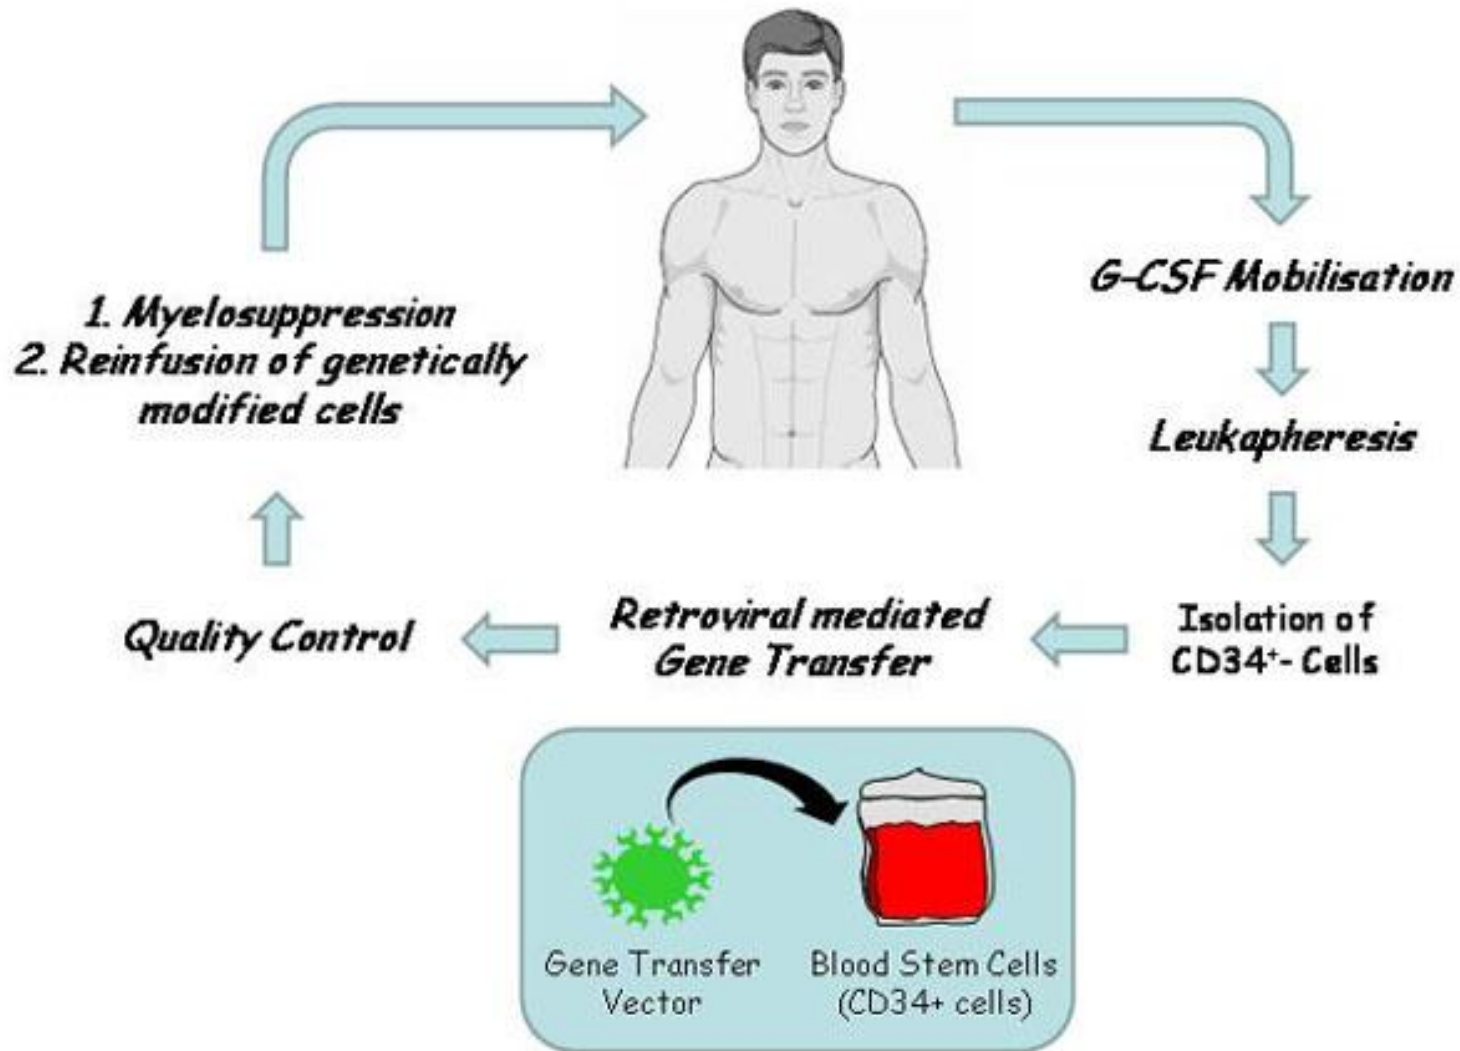 G-CSF Mobilisation
Leukapheresis
Isolation of
CD34⁺- Cells
Retroviral mediated
Gene Transfer
Quality Control
1. Myelosuppression
2. Reinfusion of genetically
modified cells
Gene Transfer
Vector
Blood Stem Cells
(CD34+ cells)